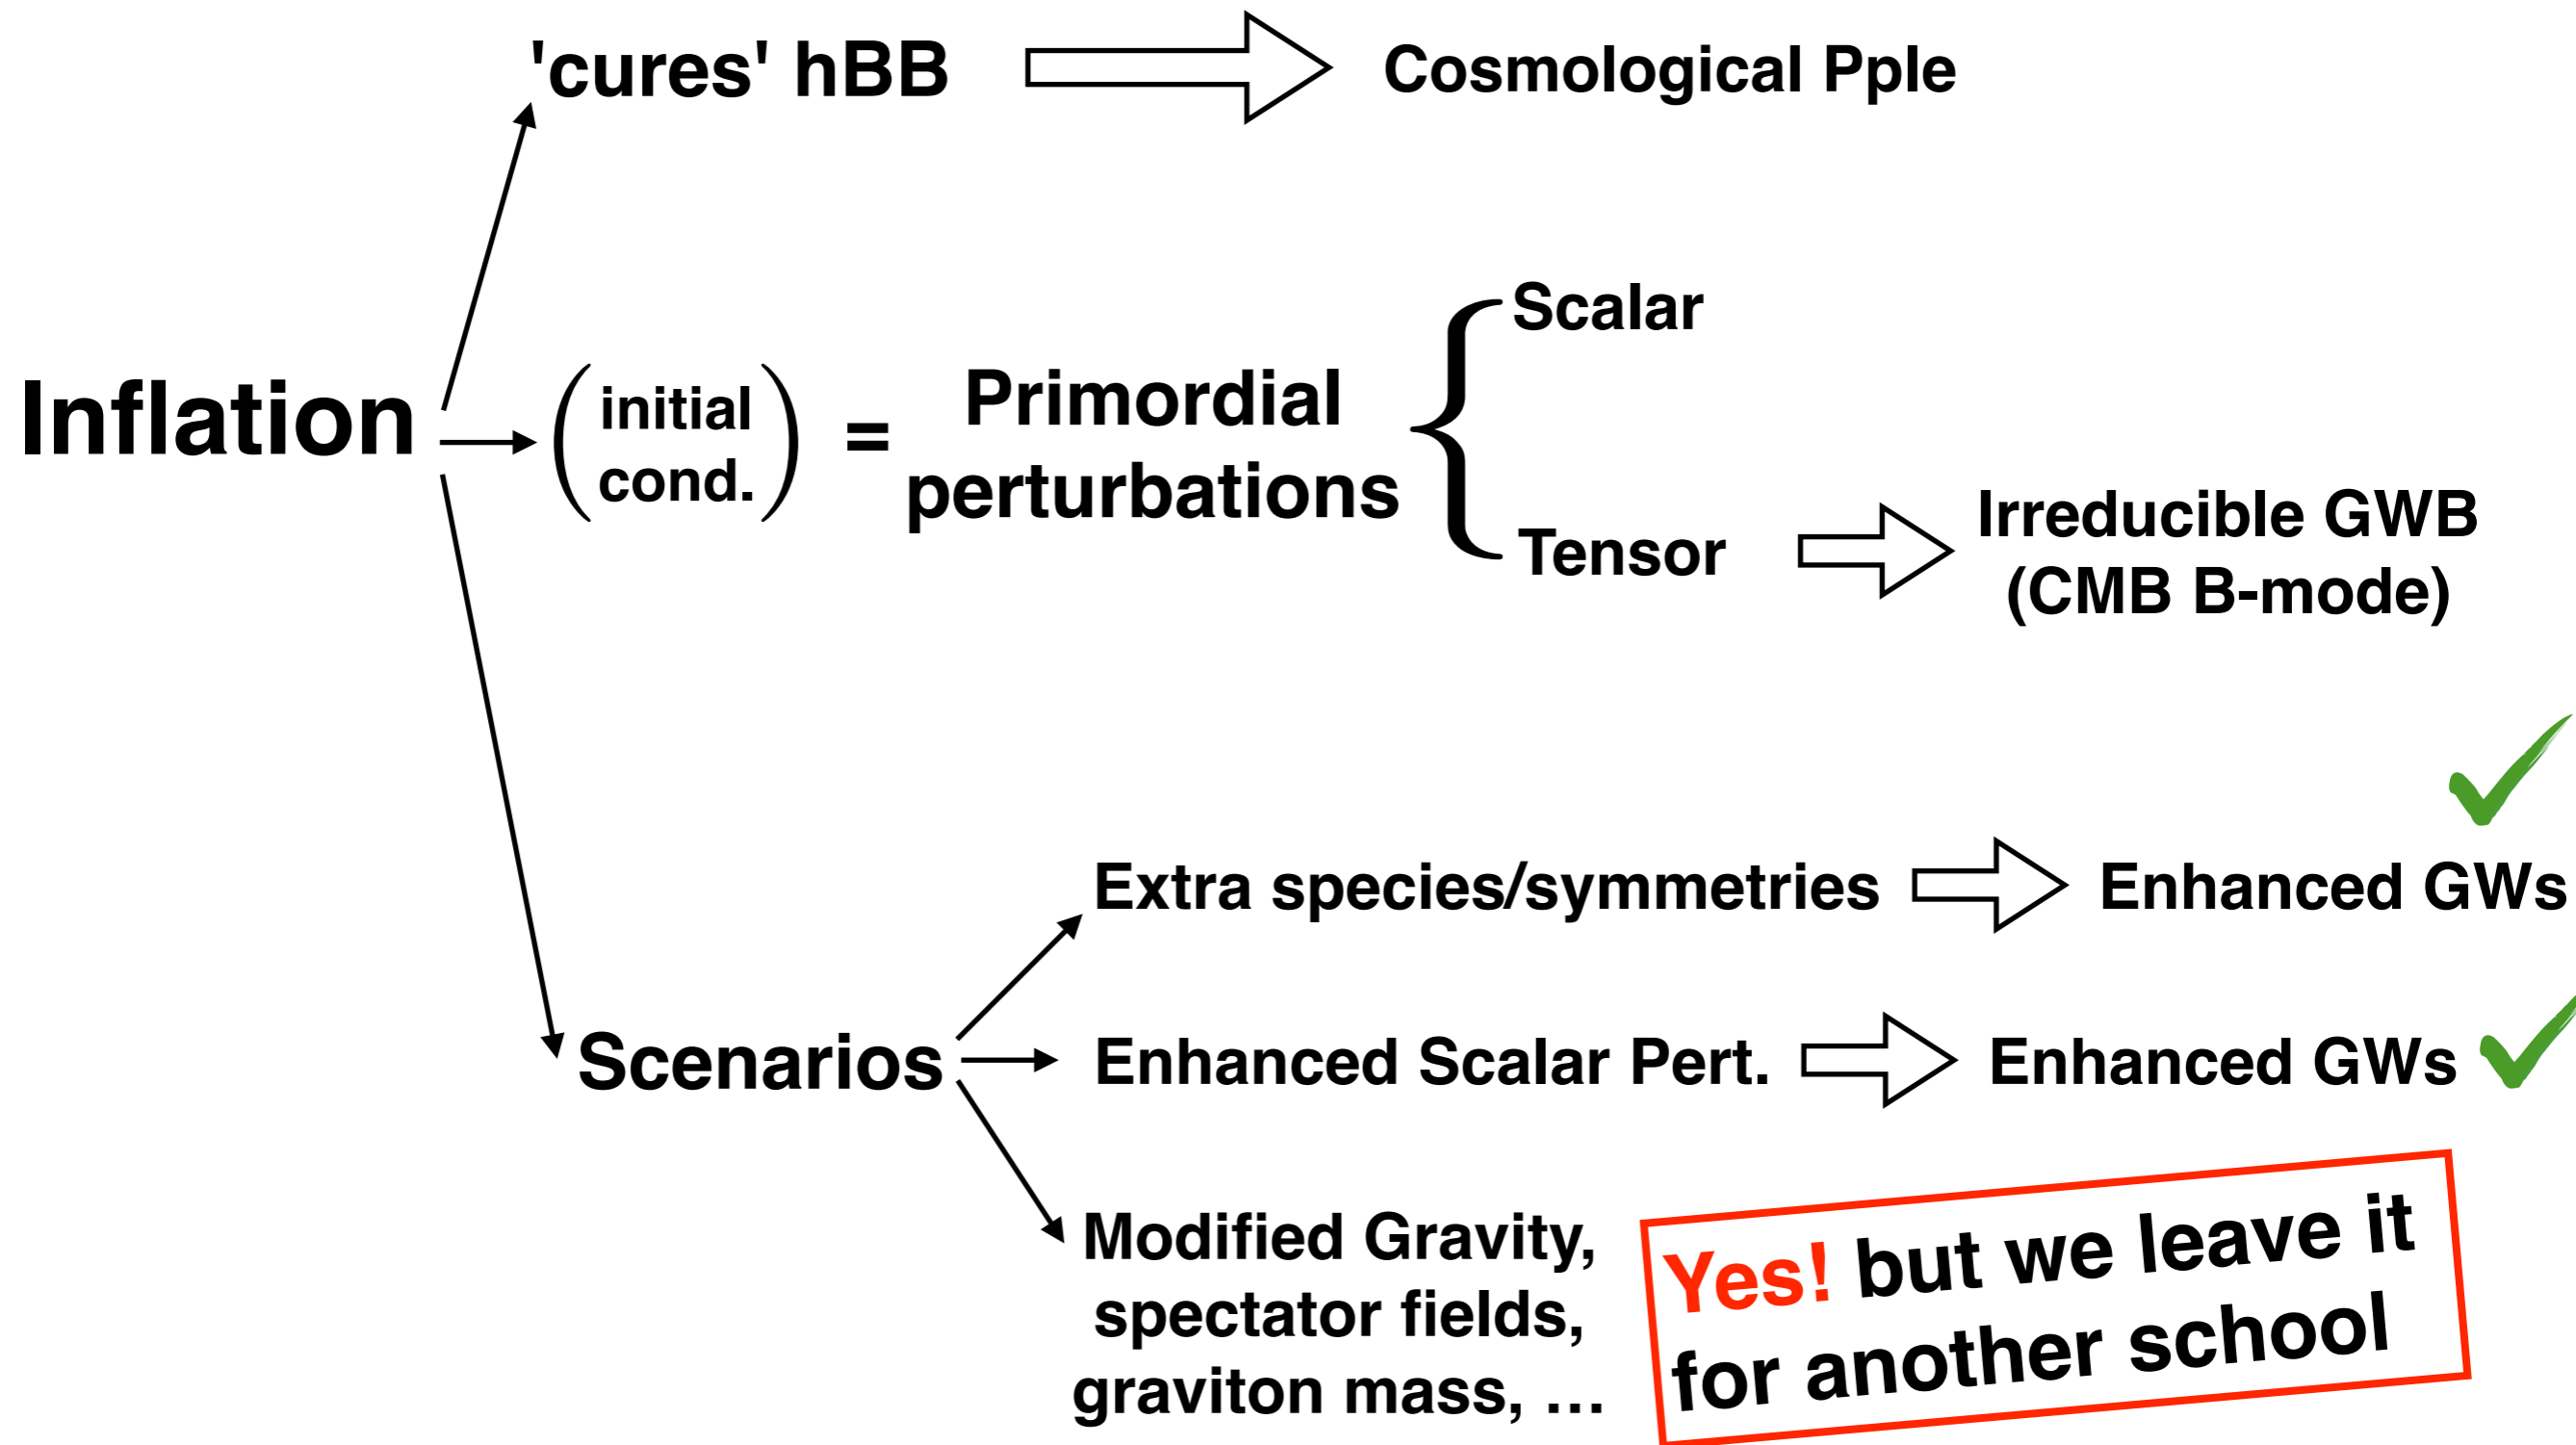 'cures' hBB Cosmological Pple
Inflation
initial
cond.
=
Primordial
perturbations
Scalar
Tensor
Irreducible GWB
(CMB B-mode)
Scenarios
Extra species/symmetries Enhanced GWs
Enhanced Scalar Pert. Enhanced GWs
Modified Gravity,
spectator fields,
graviton mass, …
Yes! but we leave it
for another school